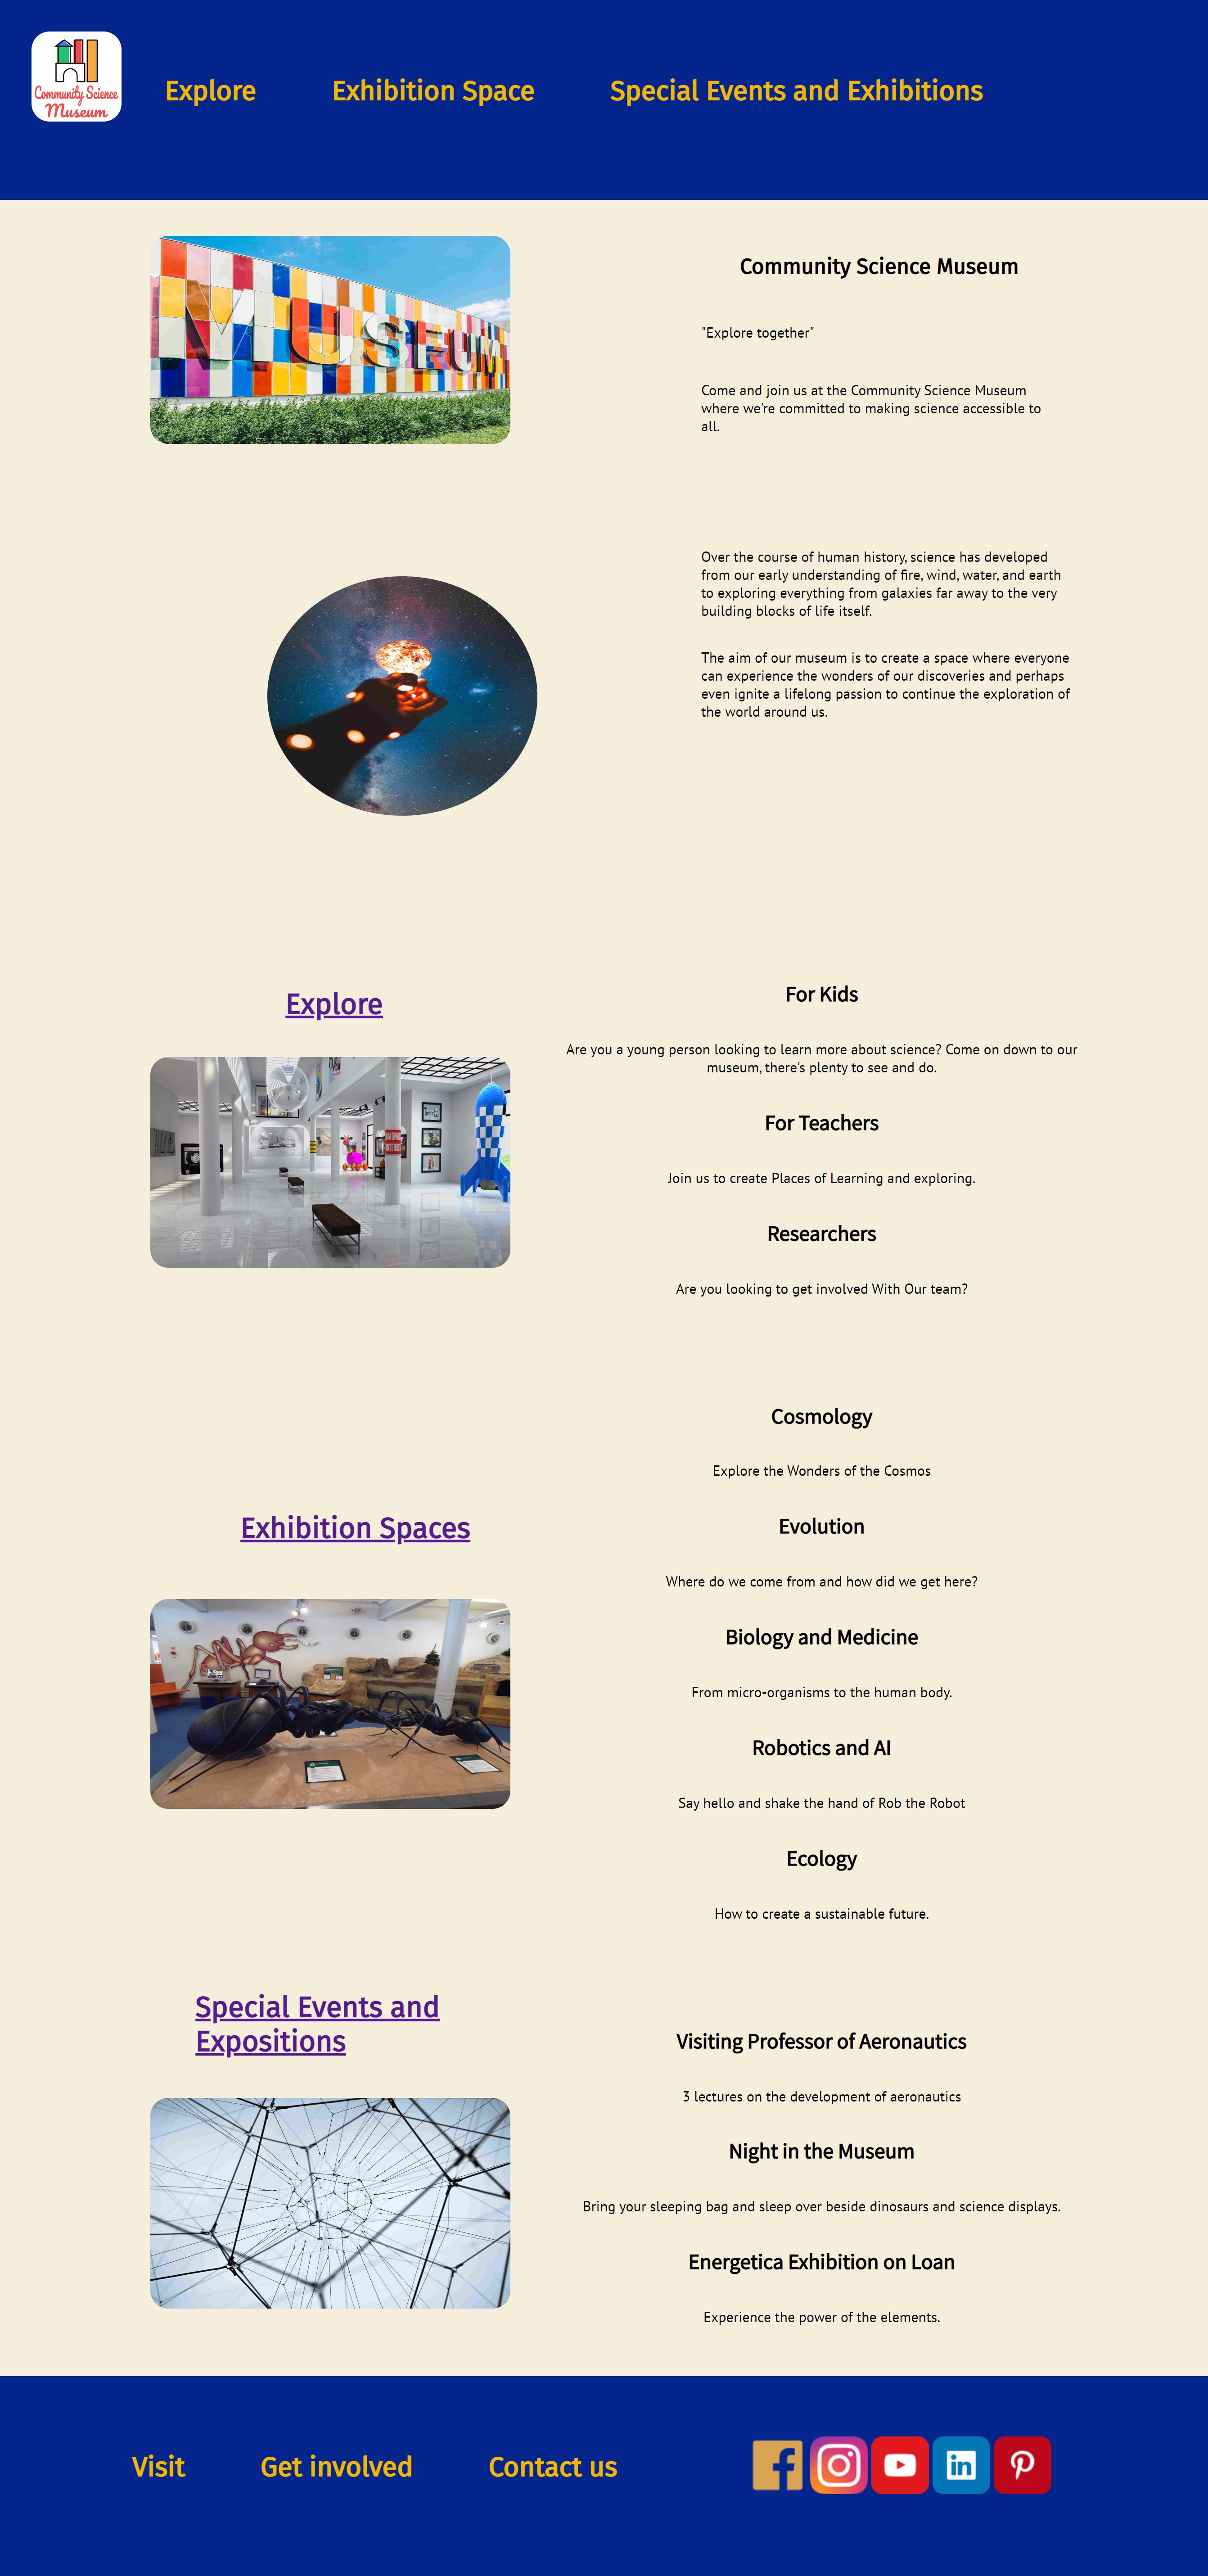 Community Science
Museum
Explore
Exhibition Space
Special Events and Exhibitions
MUSEUM
Community Science Museum
"Explore together"
Come and join us at the Community Science Museum
where we're committed to making science accessible to
all.
Over the course of human history, science has developed
from our early understanding of fire, wind, water, and earth
to exploring everything from galaxies far away to the very
building blocks of life itself.
The aim of our museum is to create a space where everyone
can experience the wonders of our discoveries and perhaps
even ignite a lifelong passion to continue the exploration of
the world around us.
Explore
For Kids
Are you a young person looking to learn more about science? Come on down to our
museum, there's plenty to see and do.
For Teachers
Join us to create Places of Learning and exploring.
Researchers
Are you looking to get involved With Our team?
Exhibition Spaces
Cosmology
Explore the Wonders of the Cosmos
Evolution
Where do we come from and how did we get here?
Biology and Medicine
From micro-organisms to the human body.
Robotics and AI
Say hello and shake the hand of Rob the Robot
Ecology
How to create a sustainable future.
Special Events and
Expositions
Visiting Professor of Aeronautics
3 lectures on the development of aeronautics
Night in the Museum
Bring your sleeping bag and sleep over beside dinosaurs and science displays.
Energetica Exhibition on Loan
Experience the power of the elements.
Visit
Get involved
Contact us